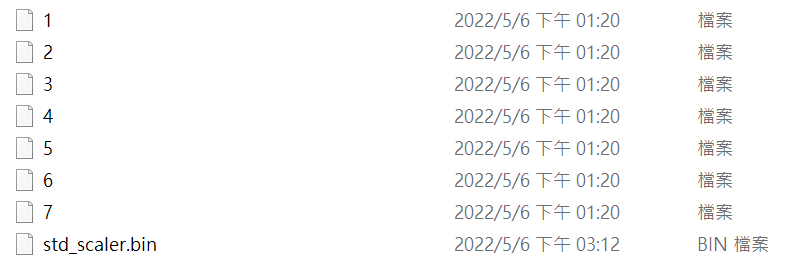 1 2022/5/6 下午 01:20 檔案
2 2022/5/6 下午 01:20 檔案
3 2022/5/6 下午 01:20 檔案
4 2022/5/6 下午 01:20 檔案
5 2022/5/6 下午 01:20 檔案
6 2022/5/6 下午 01:20 檔案
7 2022/5/6 下午 01:20 檔案
std_scaler.bin 2022/5/6 下午 03:12 BIN 檔案